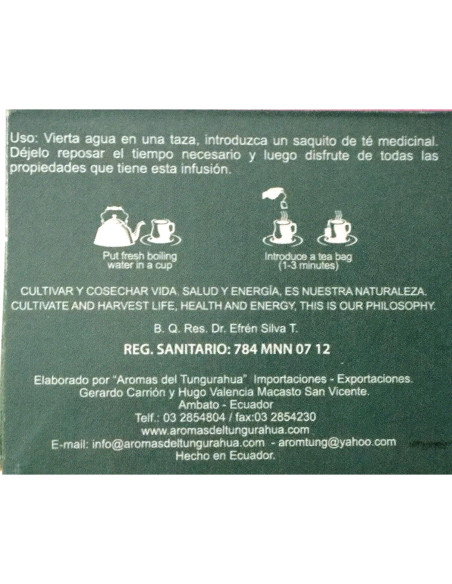 Uso: Vierta agua en una taza, introduzca un saquito de té medicinal.
Déjelo reposar el tiempo necesario y luego disfrute de todas las
propiedades que tiene esta infusión.
Put fresh boiling
water in a cup
Introduce a tea bag
(1-3 minutes)
CULTIVAR Y COSECHAR VIDA. SALUD Y ENERGÍA, ES NUESTRA NATURALEZA.
CULTIVATE AND HARVEST LIFE, HEALTH AND ENERGY, THIS IS OUR PHILOSOPHY.
B. Q. Res. Dr. Efrén Silva T.
REG. SANITARIO: 784 MNN 07 12
Elaborado por “Aromas del Tungurahua” Importaciones - Exportaciones.
Gerardo Carrión y Hugo Valencia Macasto San Vicente.
Ambato - Ecuador
Telf.: 03 2854804 / fax:03 2854230
www.aromasdeltungurahua.com
E-mail: info@aromasdeltungurahua.com - aromtung@yahoo.com
Hecho en Ecuador.